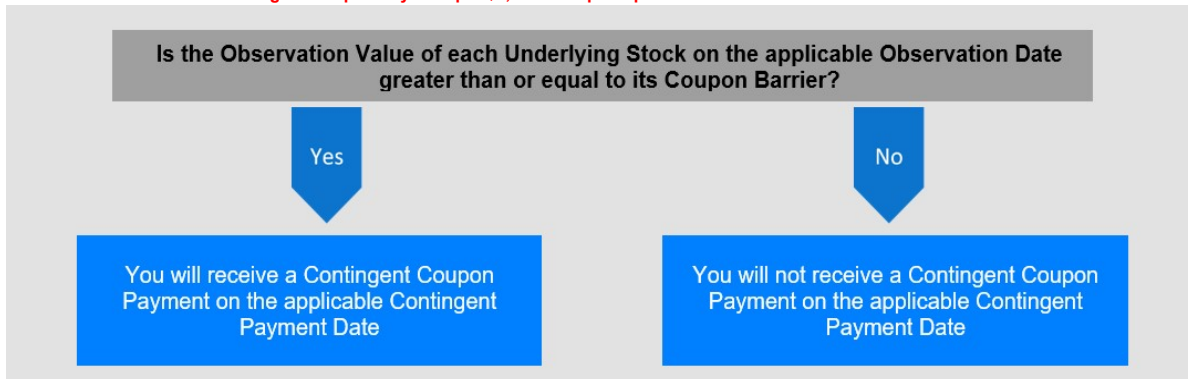 Is the Observation Value of each Underlying Stock on the applicable Observation Date
greater than or equal to its Coupon Barrier?
Yes
No
You will receive a Contingent Coupon
Payment on the applicable Contingent
Payment Date
You will not receive a Contingent Coupon
Payment on the applicable Contingent
Payment Date